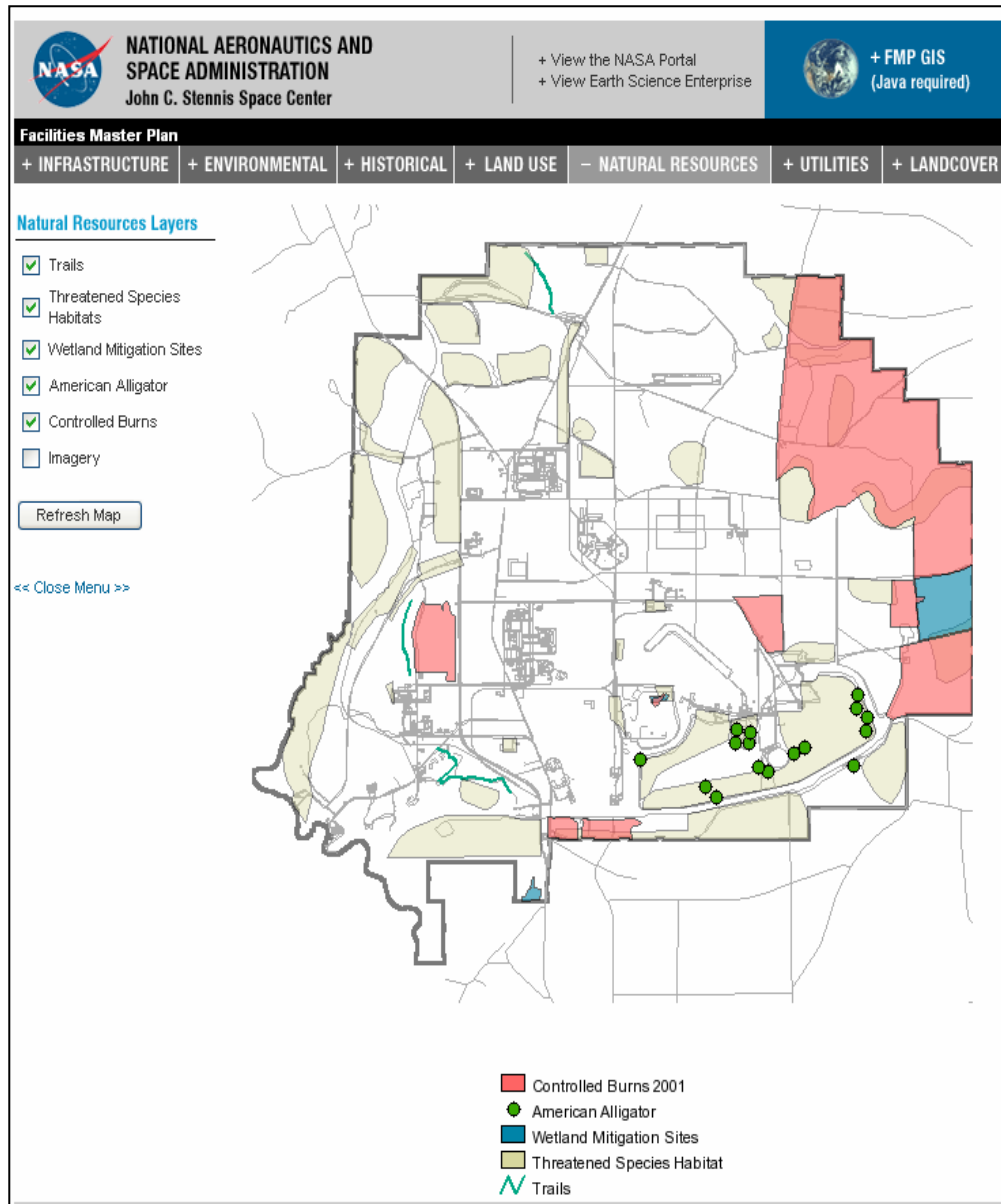 NASA
NATIONAL AERONAUTICS AND
SPACE ADMINISTRATION
John C. Stennis Space Center
+ View the NASA Portal
+ View Earth Science Enterprise
+ FMP GIS
(Java required)
Facilities Master Plan
+ INFRASTRUCTURE + ENVIRONMENTAL + HISTORICAL + LAND USE − NATURAL RESOURCES + UTILITIES + LANDCOVER
Natural Resources Layers
Trails
Threatened Species
Habitats
Wetland Mitigation Sites
American Alligator
Controlled Burns
Imagery
Refresh Map
<< Close Menu >>
Controlled Burns 2001
American Alligator
Wetland Mitigation Sites
Threatened Species Habitat
Trails